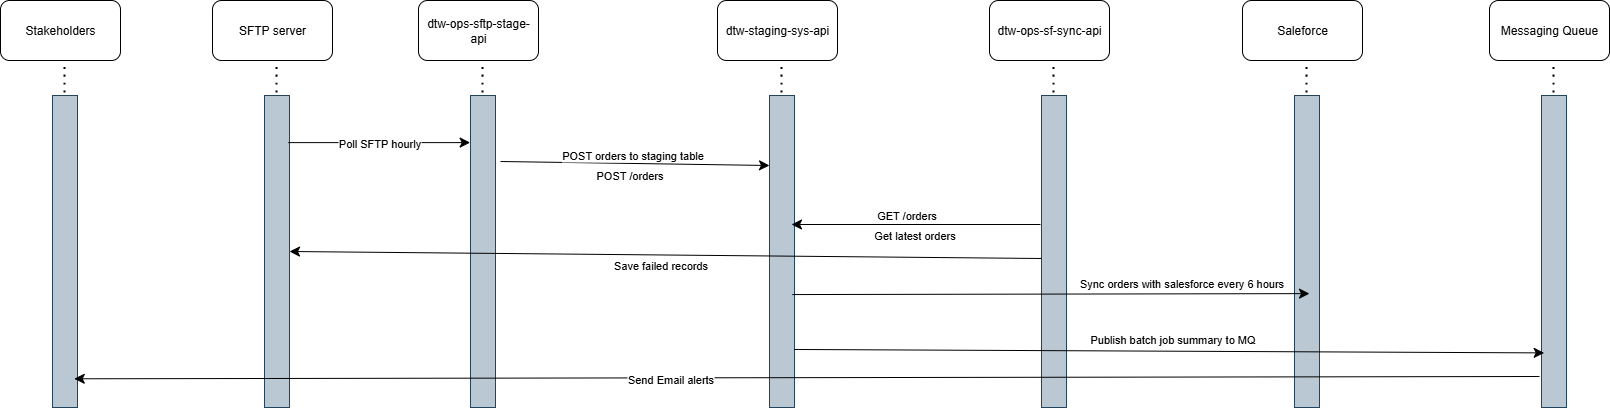 Stakeholders
SFTP server
dtw-ops-sftp-stage-
api
dtw-staging-sys-api
dtw-ops-sf-sync-api
Saleforce
Messaging Queue
Poll SFTP hourly
POST orders to staging table
POST /orders
GET /orders
Get latest orders
Save failed records
Sync orders with salesforce every 6 hours
Publish batch job summary to MQ
Send Email alerts